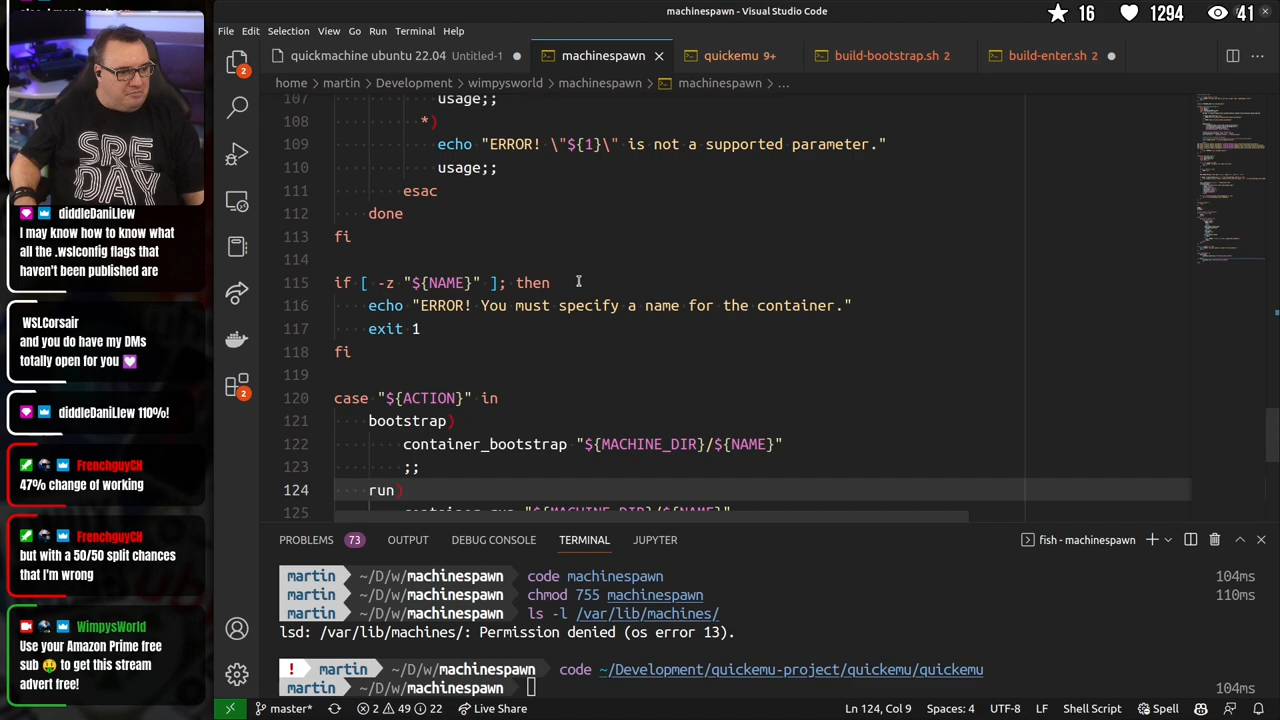 machinespawn - Visual Studio Code
16
1294
41
File Edit Selection View Go Run Terminal Help
quickmachine ubuntu 22.04 Untitled-1
machinespawn
quickemu 9+
build-bootstrap.sh 2
build-enter.sh 2
home martin Development wimpysworld machinespawn machinespawn ...
107 usage;;
108 *)
109 echo "ERROR! \"${1}\" is not a supported parameter."
110 usage;;
111 esac
112 done
113 fi
114
115 if [ -z "${NAME}" ]; then
116 echo "ERROR! You must specify a name for the container."
117 exit 1
118 fi
119
120 case "${ACTION}" in
121 bootstrap)
122 container_bootstrap "${MACHINE_DIR}/${NAME}"
123 ;;
124 run)
125 container_run "${MACHINE_DIR}/${NAME}"
PROBLEMS 73 OUTPUT DEBUG CONSOLE TERMINAL JUPYTER
fish - machinespawn
martin ~/D/w/machinespawn code machinespawn 104ms
martin ~/D/w/machinespawn chmod 755 machinespawn 110ms
martin ~/D/w/machinespawn ls -l /var/lib/machines/
lsd: /var/lib/machines/: Permission denied (os error 13).
! martin ~/D/w/machinespawn code ~/Development/quickemu-project/quickemu/quickemu
martin ~/D/w/machinespawn 104ms
master* 2 49 22 Live Share
Ln 124, Col 9 Spaces: 4 UTF-8 LF Shell Script Spell
2
2
SRE
DAY
diddleDaniLlew
I may know how to know what
all the .wslconfig flags that
haven't been published are
WSLCorsair
and you do have my DMs
totally open for you
diddleDaniLlew 110%!
FrenchguyCH
47% change of working
FrenchguyCH
but with a 50/50 split chances
that I'm wrong
WimpysWorld
Use your Amazon Prime free
sub to get this stream
advert free!